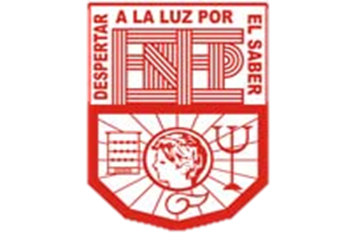 DESPERTAR
A LA LUZ POR
EL SABER
ENP